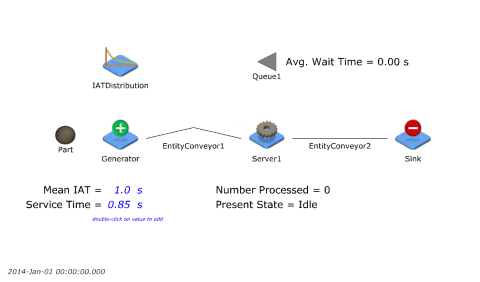 Avg. Wait Time = 0.00 s
IATDistribution
Queue1
Part
Generator
EntityConveyor1
Server1
EntityConveyor2
Sink
Mean IAT = 1.0 s
Number Processed = 0
Service Time = 0.85 s
Present State = Idle
double-click on value to edit
2014-Jan-01 00:00:00.000